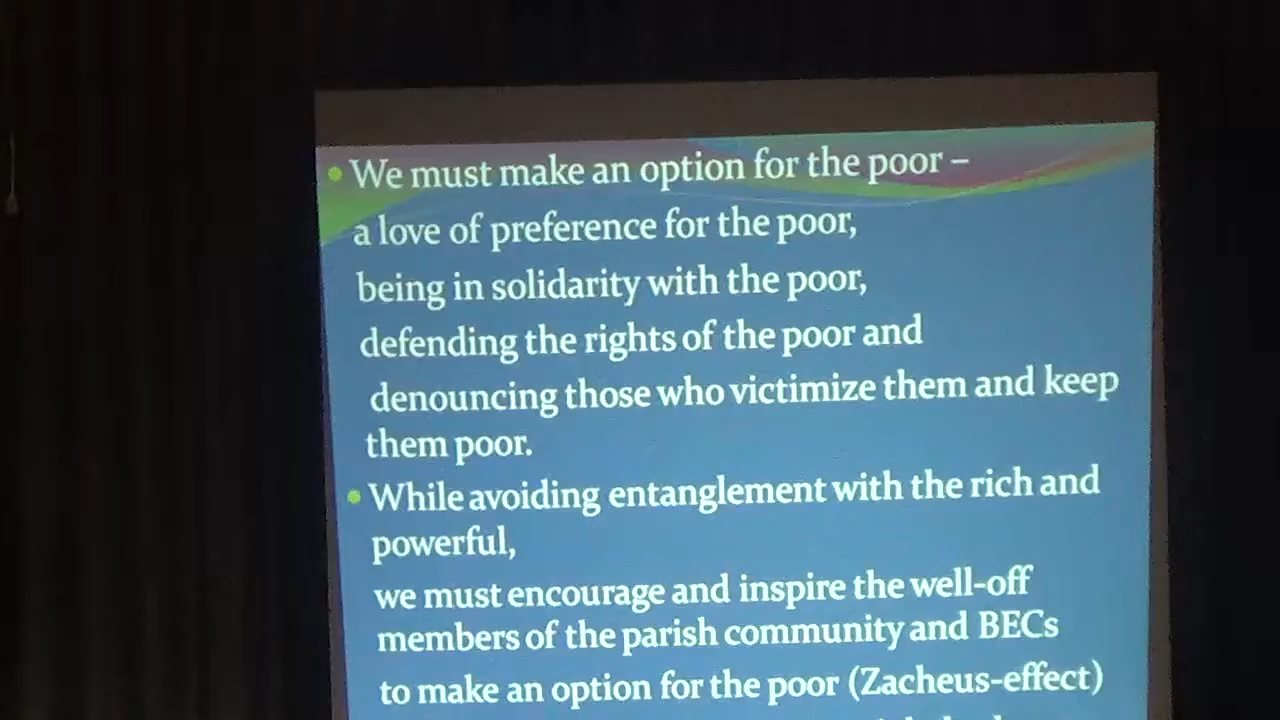 We must make an option for the poor –
a love of preference for the poor,
being in solidarity with the poor,
defending the rights of the poor and
denouncing those who victimize them and keep
them poor.
While avoiding entanglement with the rich and
powerful,
we must encourage and inspire the well-off
members of the parish community and BECs
to make an option for the poor (Zacheus-effect)